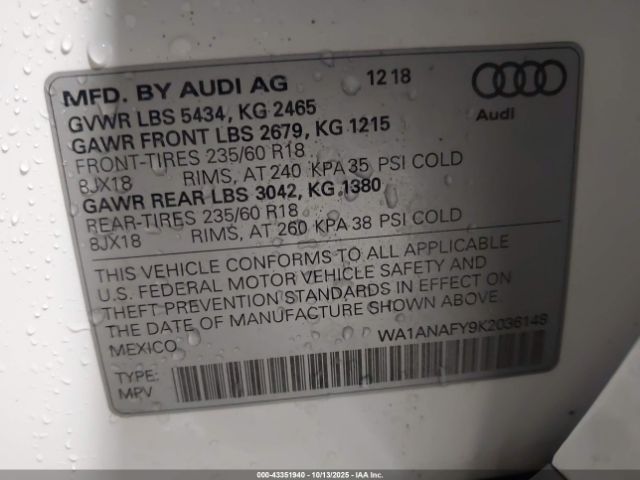 MFD. BY AUDI AG 12 18
GVWR LBS 5434, KG 2465
GAWR FRONT LBS 2679, KG 1215
Audi
FRONT-TIRES 235/60 R18
8JX18 RIMS, AT 240 KPA 35 PSI COLD
GAWR REAR LBS 3042, KG 1380
REAR-TIRES 235/60 R18
8JX18 RIMS, AT 260 KPA 38 PSI COLD
THIS VEHICLE CONFORMS TO ALL APPLICABLE
U.S. FEDERAL MOTOR VEHICLE SAFETY AND
THEFT PREVENTION STANDARDS IN EFFECT ON
THE DATE OF MANUFACTURE SHOWN ABOVE.
MEXICO WA1ANAFY9K2036148
TYPE:
MPV
000-43351940 - 10/13/2025 - IAA Inc.